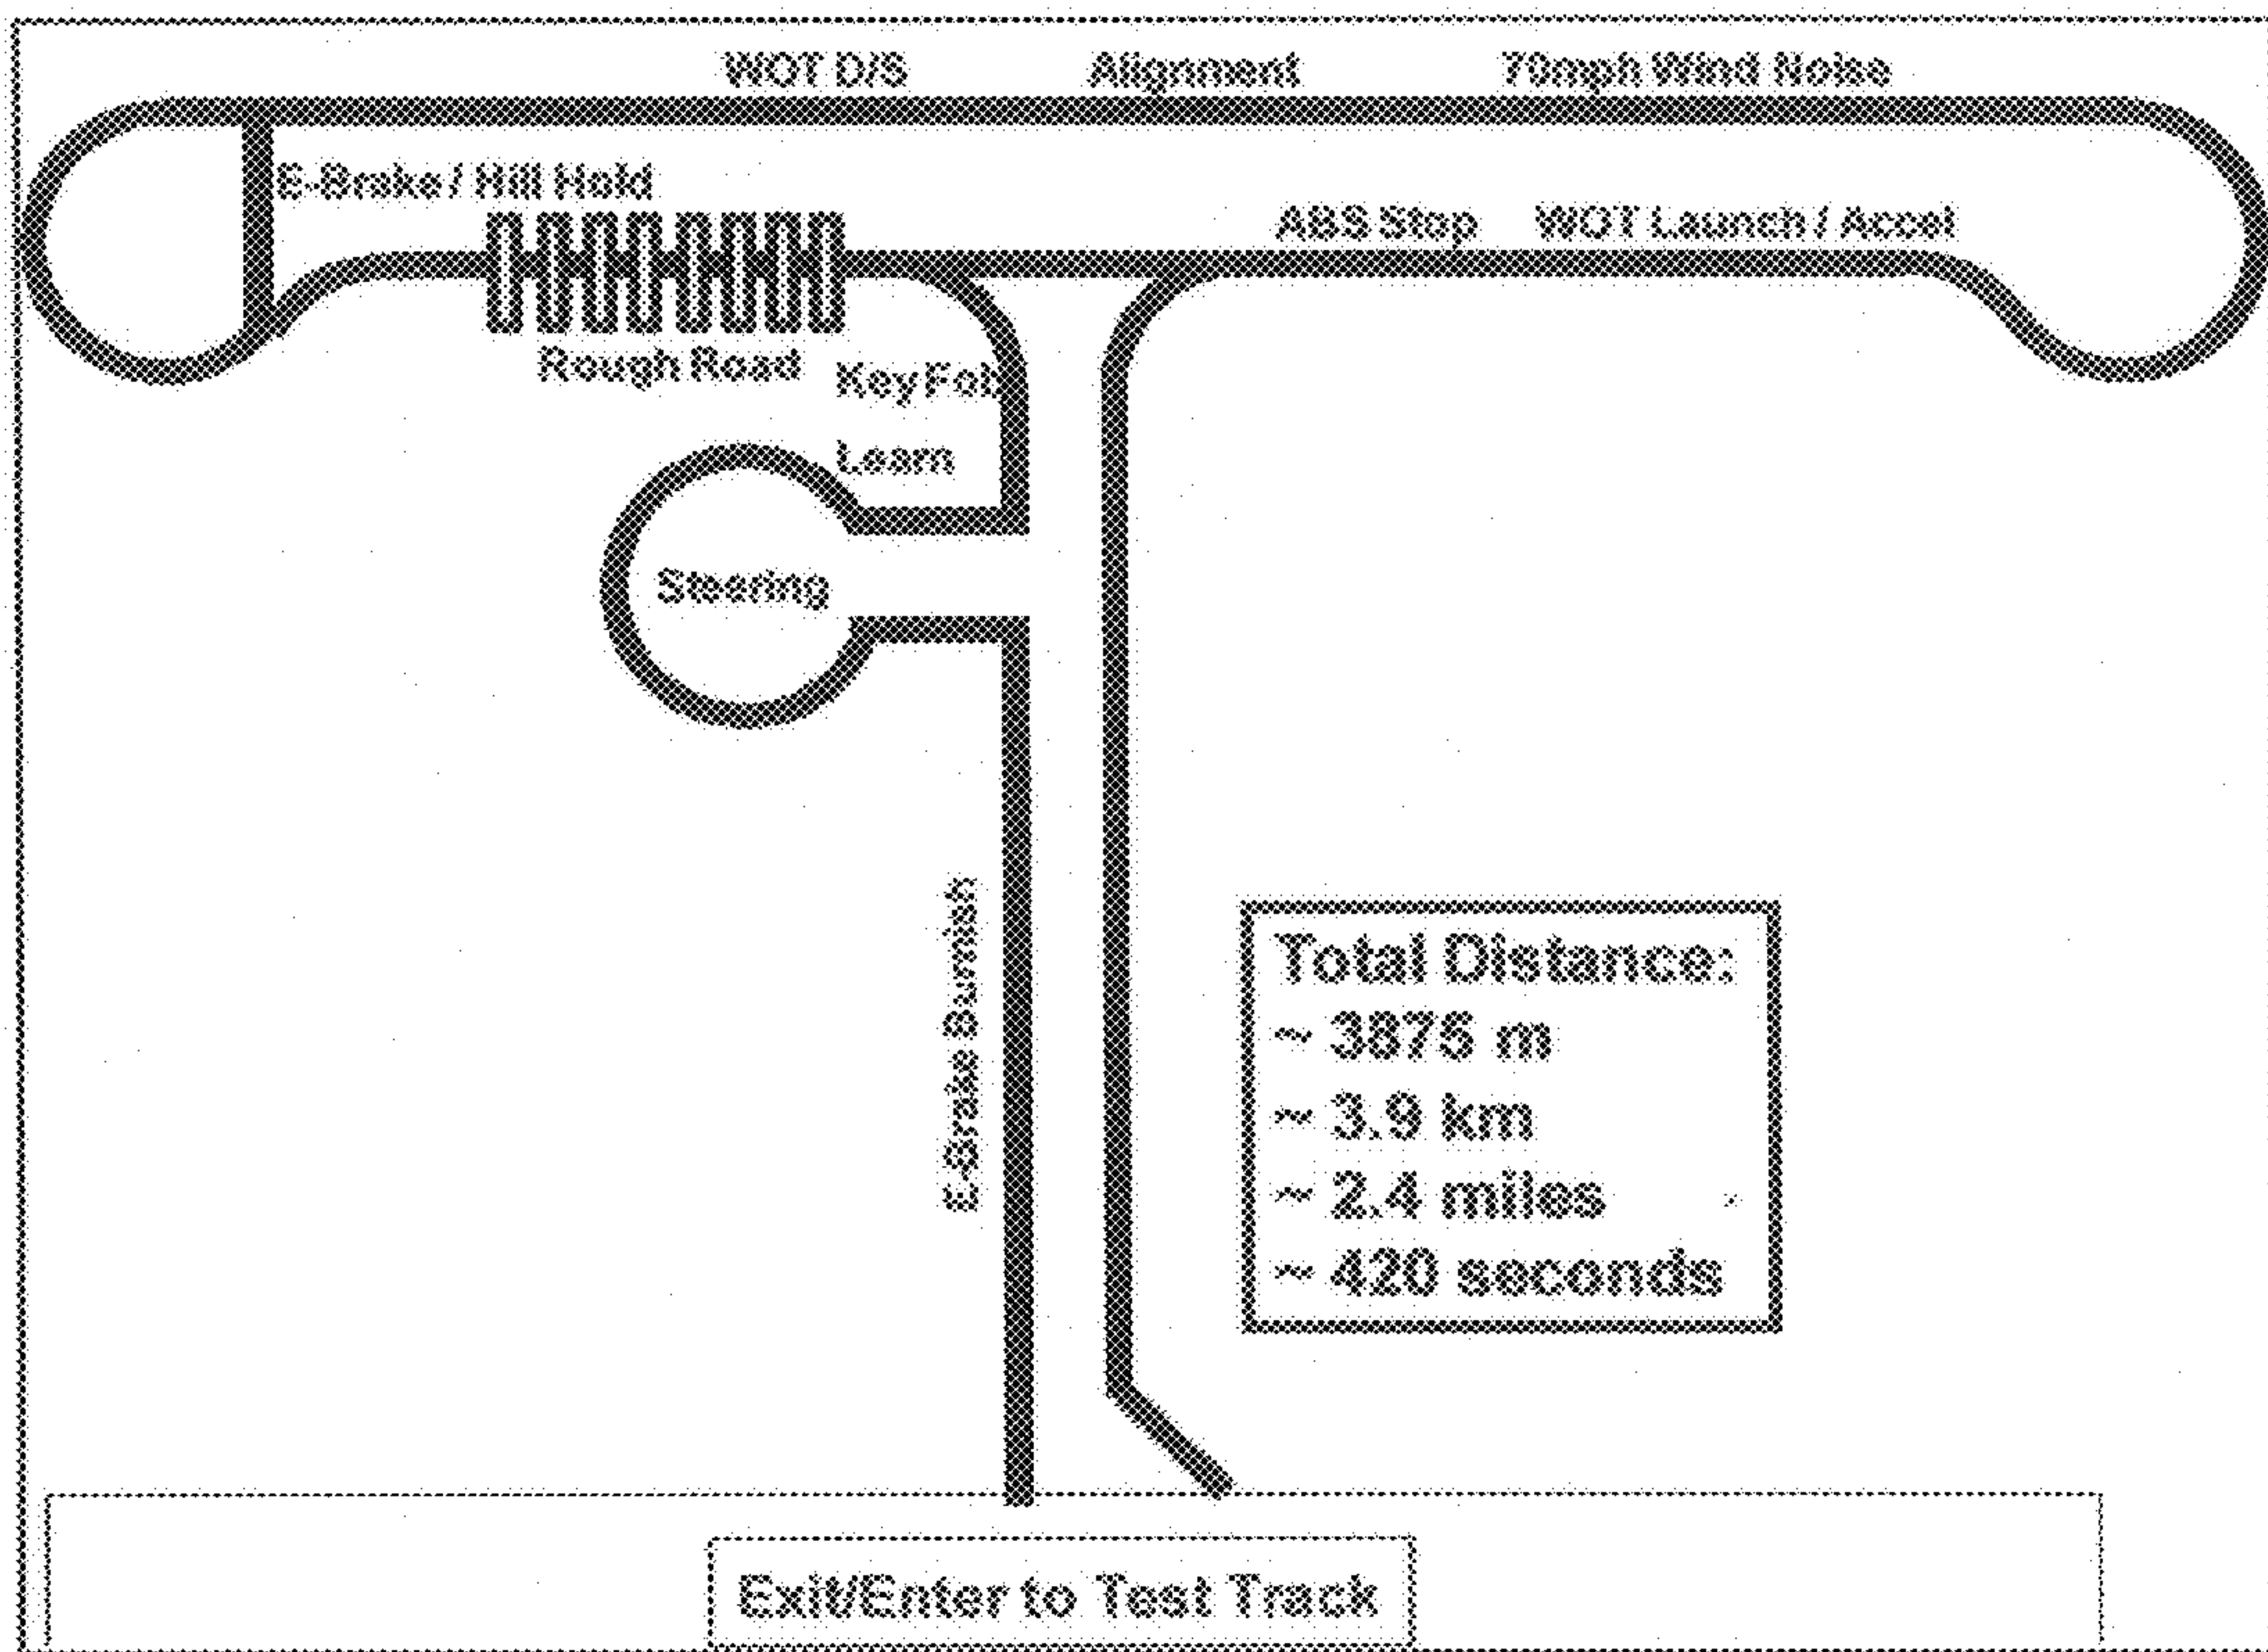 WOT D/S Alignment 70mph Wind Noise
E-Brake / Hill Hold
ABS Stop WOT Launch / Accel
Rough Road
Key Fob
Learn
Steering
E-Brake Burnish
Total Distance:
~ 3875 m
~ 3.9 km
~ 2.4 miles
~ 420 seconds
Exit/Enter to Test Track